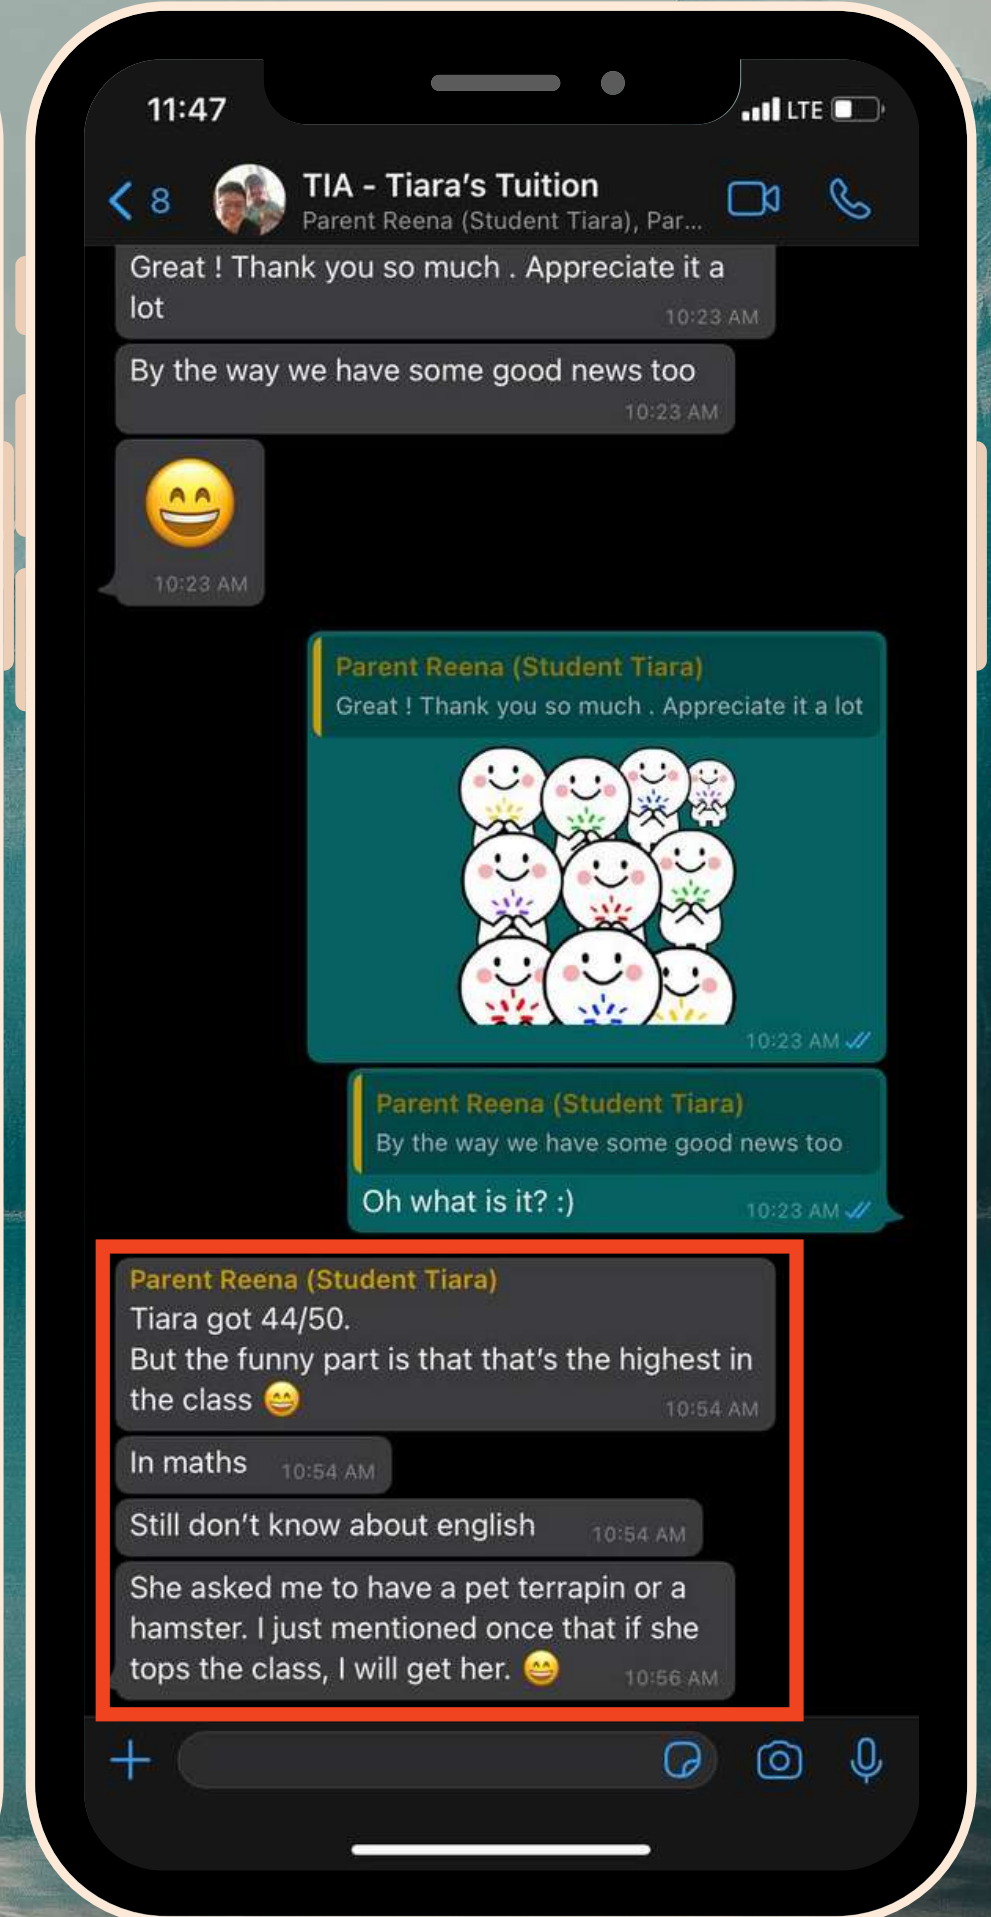 11:47
LTE
8
TIA - Tiara's Tuition
Parent Reena (Student Tiara), Par...
Great ! Thank you so much . Appreciate it a
lot
10:23 AM
By the way we have some good news too
10:23 AM
10:23 AM
Parent Reena (Student Tiara)
Great ! Thank you so much . Appreciate it a lot
10:23 AM
Parent Reena (Student Tiara)
By the way we have some good news too
Oh what is it? :)
10:23 AM
Parent Reena (Student Tiara)
Tiara got 44/50.
But the funny part is that that's the highest in
the class 😄
10:54 AM
In maths
10:54 AM
Still don't know about english
10:54 AM
She asked me to have a pet terrapin or a
hamster. I just mentioned once that if she
tops the class, I will get her. 😄
10:56 AM